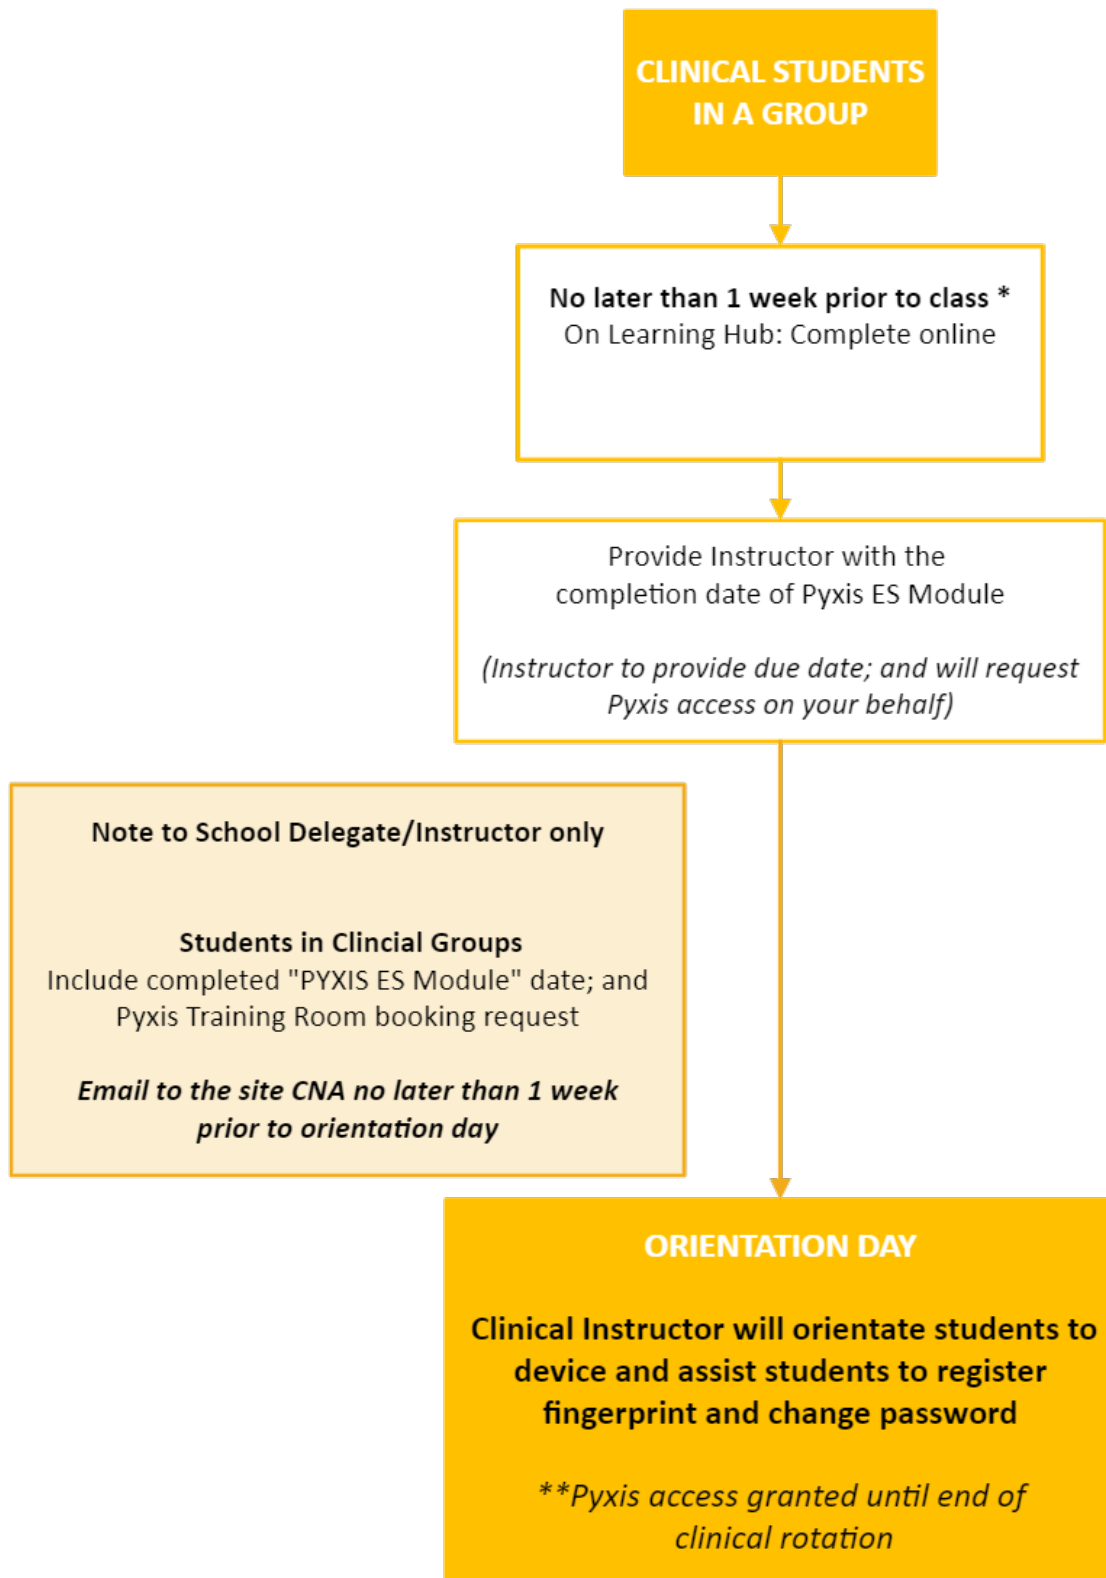 CLINICAL STUDENTS
IN A GROUP
No later than 1 week prior to class *
On Learning Hub: Complete online
Provide Instructor with the
completion date of Pyxis ES Module
(Instructor to provide due date; and will request
Pyxis access on your behalf)
Note to School Delegate/Instructor only
Students in Clincial Groups
Include completed "PYXIS ES Module" date; and
Pyxis Training Room booking request
Email to the site CNA no later than 1 week
prior to orientation day
ORIENTATION DAY
Clinical Instructor will orientate students to
device and assist students to register
fingerprint and change password
**Pyxis access granted until end of
clinical rotation